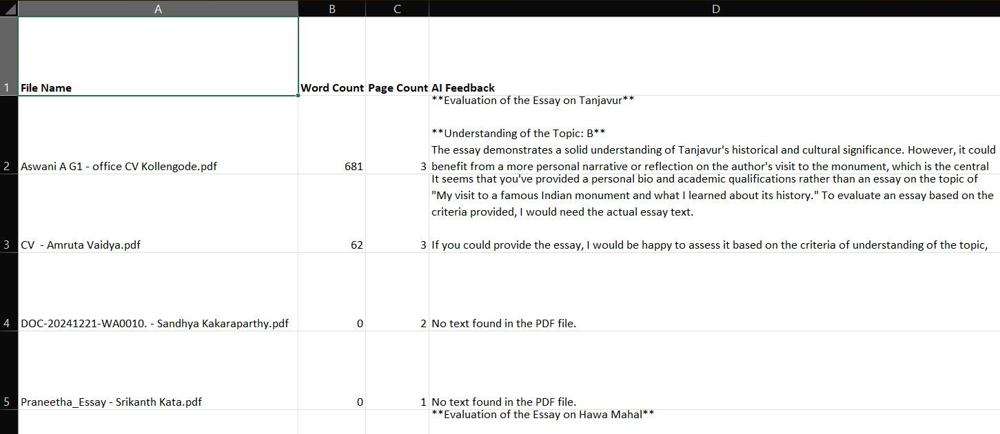 A B C D
1 File Name Word Count Page Count AI Feedback
**Evaluation of the Essay on Tanjavur**
**Understanding of the Topic: B**
The essay demonstrates a solid understanding of Tanjavur's historical and cultural significance. However, it could
2 Aswani A G1 - office CV Kollengode.pdf 681 3 benefit from a more personal narrative or reflection on the author's visit to the monument, which is the central
It seems that you've provided a personal bio and academic qualifications rather than an essay on the topic of
"My visit to a famous Indian monument and what I learned about its history." To evaluate an essay based on the
criteria provided, I would need the actual essay text.
3 CV  - Amruta Vaidya.pdf 62 3 If you could provide the essay, I would be happy to assess it based on the criteria of understanding of the topic,
4 DOC-20241221-WA0010. - Sandhya Kakaraparthy.pdf 0 2 No text found in the PDF file.
5 Praneetha_Essay - Srikanth Kata.pdf 0 1 No text found in the PDF file.
**Evaluation of the Essay on Hawa Mahal**